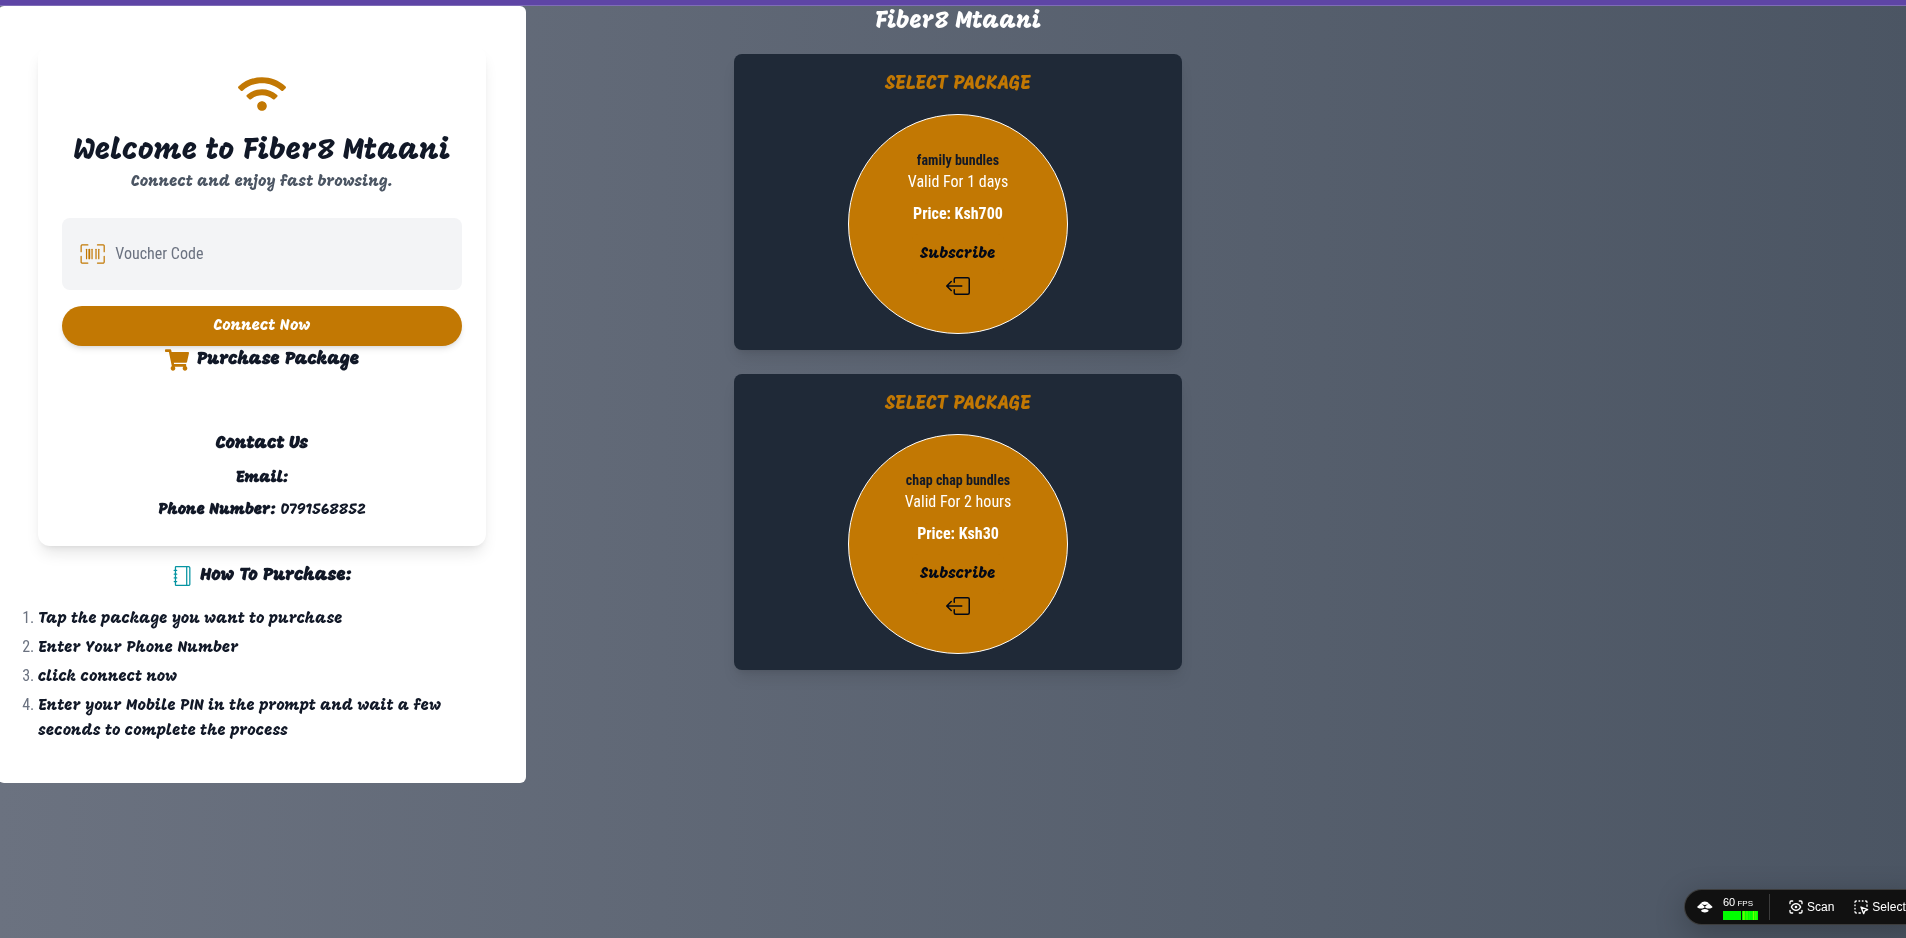 Welcome to Fiber8 Mtaani
Connect and enjoy fast browsing.
Voucher Code
Connect Now
Purchase Package
Contact Us
Email:
Phone Number: 0791568852
How To Purchase:
1. Tap the package you want to purchase
2. Enter Your Phone Number
3. click connect now
4. Enter your Mobile PIN in the prompt and wait a few
seconds to complete the process
Fiber8 Mtaani
SELECT PACKAGE
family bundles
Valid For 1 days
Price: Ksh700
Subscribe
SELECT PACKAGE
chap chap bundles
Valid For 2 hours
Price: Ksh30
Subscribe
60 FPS
Scan
Select